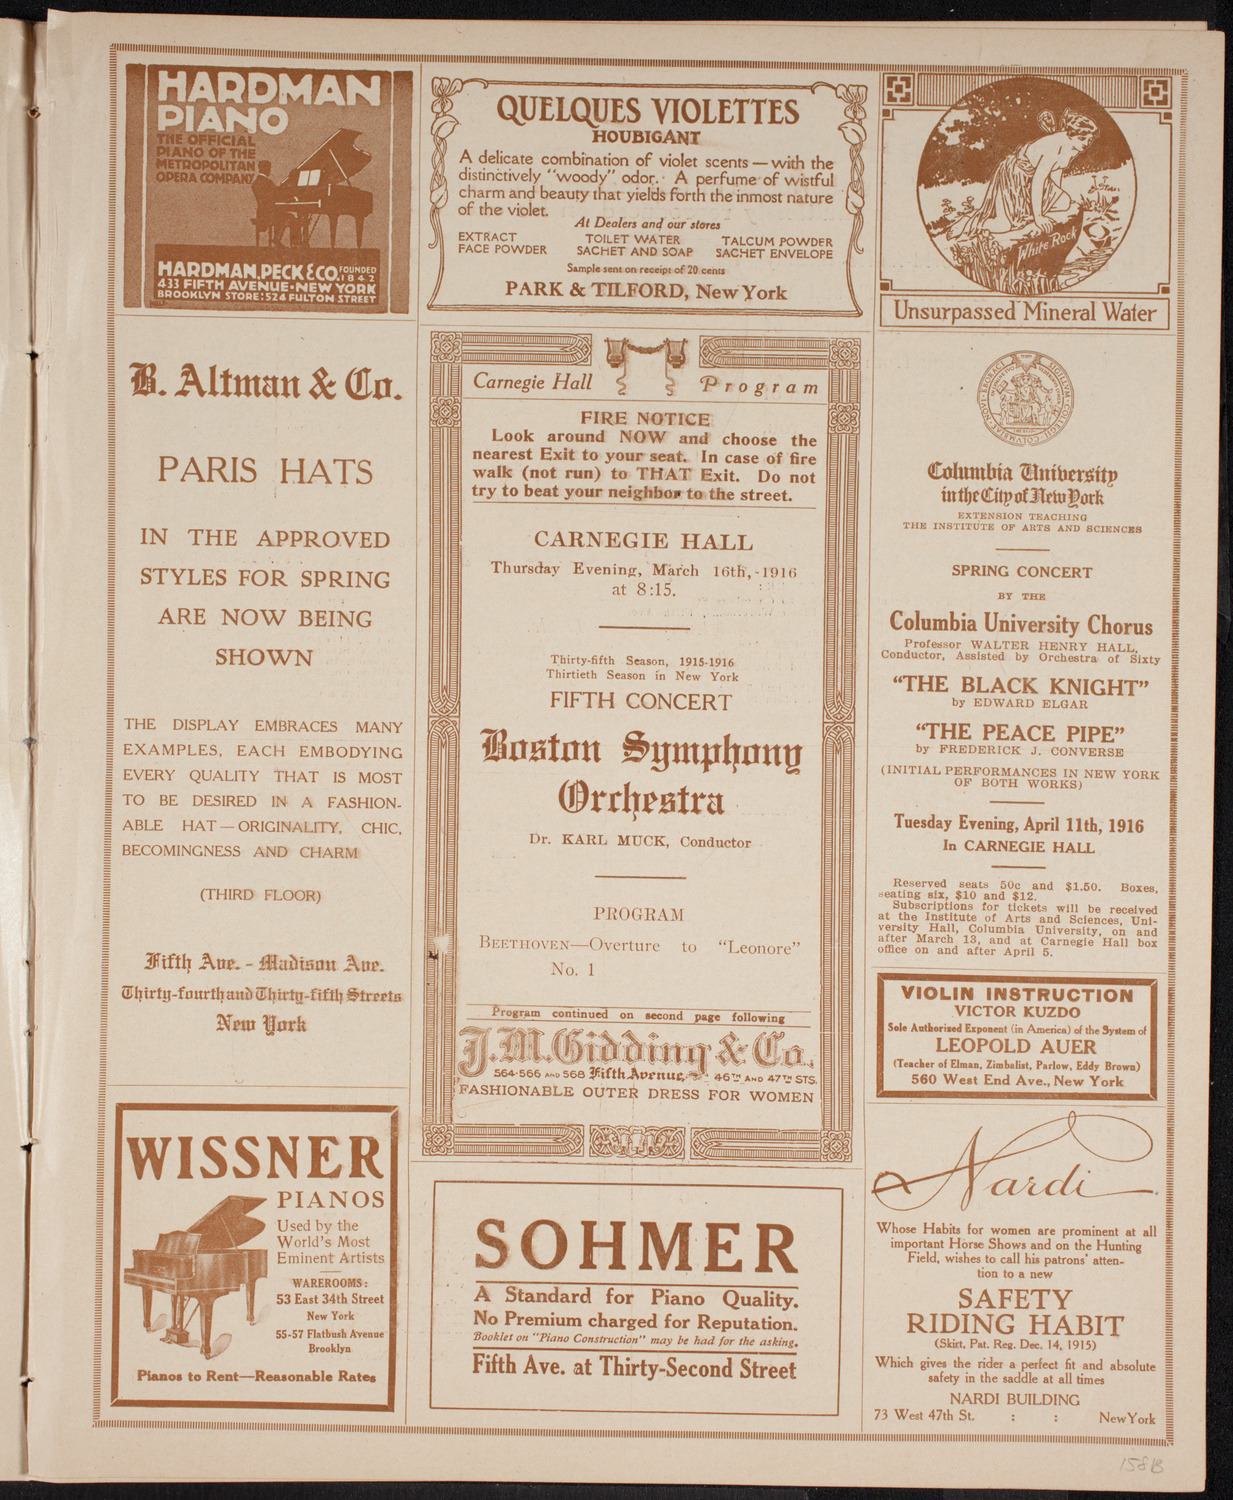 HARDMAN
PIANO
THE OFFICIAL
PIANO OF THE
METROPOLITAN
OPERA COMPANY
HARDMAN, PECK & CO. FOUNDED 1842
433 FIFTH AVENUE-NEW YORK
BROOKLYN STORE: 524 FULTON STREET
QUELQUES VIOLETTES
HOUBIGANT
A delicate combination of violet scents — with the
distinctively "woody" odor. A perfume of wistful
charm and beauty that yields forth the inmost nature
of the violet.
At Dealers and our stores
EXTRACT TOILET WATER TALCUM POWDER
FACE POWDER SACHET AND SOAP SACHET ENVELOPE
Sample sent on receipt of 20 cents
PARK & TILFORD, New York
White Rock
Unsurpassed Mineral Water
B. Altman & Co.
PARIS HATS
IN THE APPROVED
STYLES FOR SPRING
ARE NOW BEING
SHOWN
THE DISPLAY EMBRACES MANY
EXAMPLES, EACH EMBODYING
EVERY QUALITY THAT IS MOST
TO BE DESIRED IN A FASHION-
ABLE HAT—ORIGINALITY, CHIC,
BECOMINGNESS AND CHARM
(THIRD FLOOR)
Fifth Ave. - Madison Ave.
Thirty-fourth and Thirty-fifth Streets
New York
WISSNER
PIANOS
Used by the
World's Most
Eminent Artists
WAREROOMS:
53 East 34th Street
New York
55-57 Flatbush Avenue
Brooklyn
Pianos to Rent—Reasonable Rates
Carnegie Hall Program
FIRE NOTICE
Look around NOW and choose the
nearest Exit to your seat. In case of fire
walk (not run) to THAT Exit. Do not
try to beat your neighbor to the street.
CARNEGIE HALL
Thursday Evening, March 16th, 1916
at 8:15.
Thirty-fifth Season, 1915-1916
Thirtieth Season in New York
FIFTH CONCERT
Boston Symphony
Orchestra
Dr. KARL MUCK, Conductor
PROGRAM
BEETHOVEN—Overture to "Leonore"
No. 1
Program continued on second page following
J. M. Gidding & Co.
564-566 AND 568 Fifth Avenue, 46TH AND 47TH STS.
FASHIONABLE OUTER DRESS FOR WOMEN
SOHMER
A Standard for Piano Quality.
No Premium charged for Reputation.
Booklet on "Piano Construction" may be had for the asking.
Fifth Ave. at Thirty-Second Street
Columbia University
in the City of New York
EXTENSION TEACHING
THE INSTITUTE OF ARTS AND SCIENCES
SPRING CONCERT
BY THE
Columbia University Chorus
Professor WALTER HENRY HALL,
Conductor, Assisted by Orchestra of Sixty
"THE BLACK KNIGHT"
by EDWARD ELGAR
"THE PEACE PIPE"
by FREDERICK J. CONVERSE
(INITIAL PERFORMANCES IN NEW YORK
OF BOTH WORKS)
Tuesday Evening, April 11th, 1916
In CARNEGIE HALL
Reserved seats 50c and $1.50. Boxes,
seating six, $10 and $12.
Subscriptions for tickets will be received
at the Institute of Arts and Sciences, Uni-
versity Hall, Columbia University, on and
after March 13, and at Carnegie Hall box
office on and after April 5.
VIOLIN INSTRUCTION
VICTOR KUZDO
Sole Authorized Exponent (in America) of the System of
LEOPOLD AUER
(Teacher of Elman, Zimbalist, Parlow, Eddy Brown)
560 West End Ave., New York
Nardi
Whose Habits for women are prominent at all
important Horse Shows and on the Hunting
Field, wishes to call his patrons' atten-
tion to a new
SAFETY
RIDING HABIT
(Skirt, Pat. Reg. Dec. 14, 1915)
Which gives the rider a perfect fit and absolute
safety in the saddle at all times
NARDI BUILDING
73 West 47th St. : : New York
158B